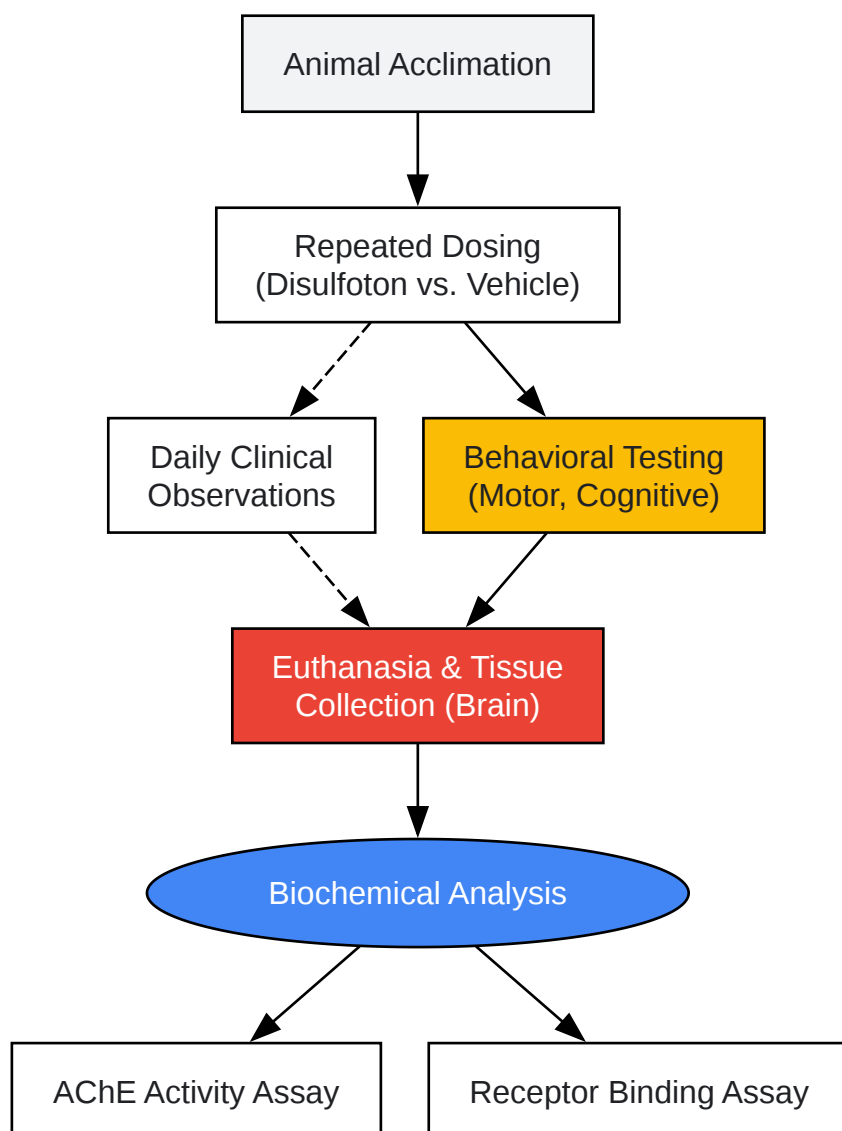 Animal Acclimation
Repeated Dosing
(Disulfoton vs. Vehicle)
Daily Clinical
Observations
Behavioral Testing
(Motor, Cognitive)
Euthanasia & Tissue
Collection (Brain)
Biochemical Analysis
AChE Activity Assay
Receptor Binding Assay